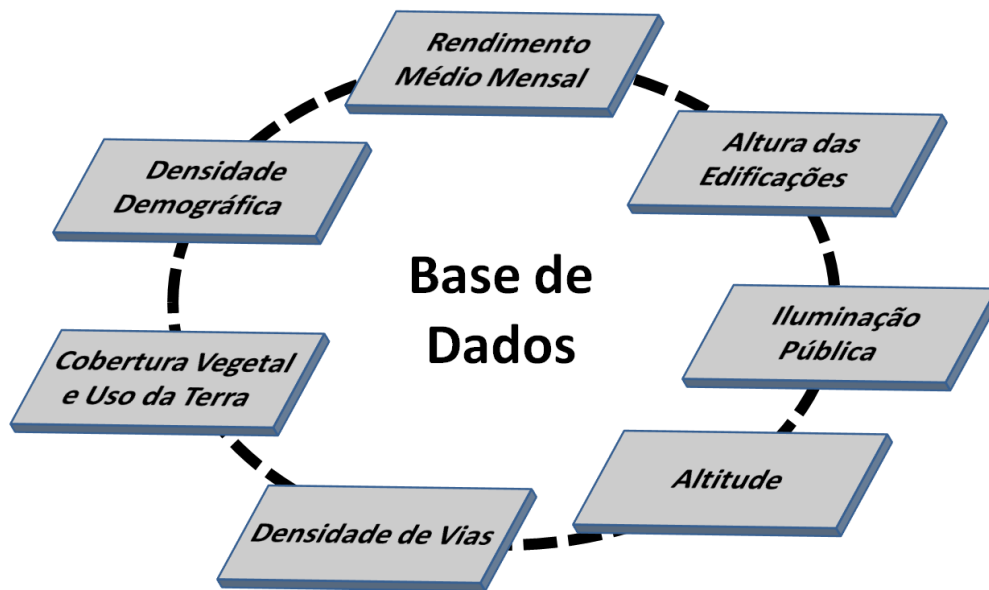 Rendimento
Médio Mensal
Altura das
Edificações
Iluminação
Pública
Altitude
Densidade de Vias
Cobertura Vegetal
e Uso da Terra
Densidade
Demográfica
Base de
Dados